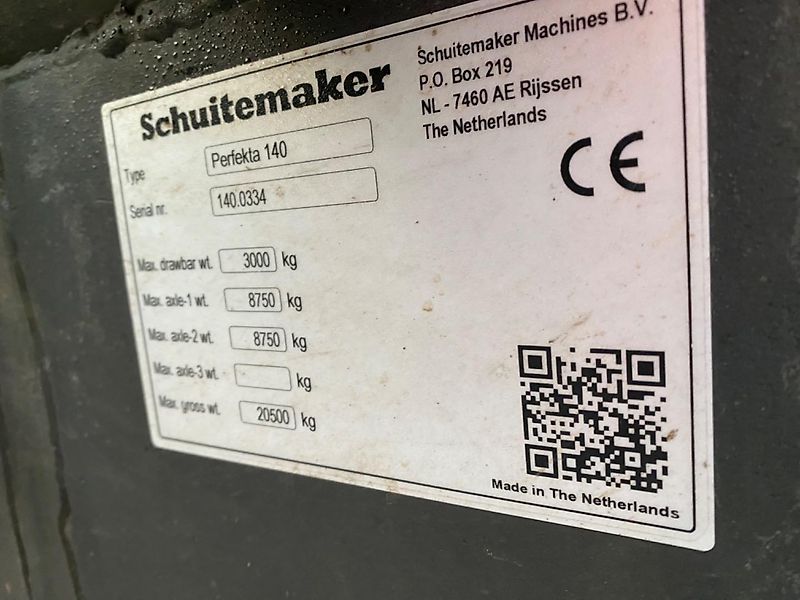 Schuitemaker
Schuitemaker Machines B.V.
P.O. Box 219
NL - 7460 AE Rijssen
The Netherlands
Type Perfekta 140
Serial nr. 140.0334
CE
Max. drawbar wt. 3000 kg
Max. axle-1 wt. 8750 kg
Max. axle-2 wt. 8750 kg
Max. axle-3 wt. kg
Max. gross wt. 20500 kg
Made in The Netherlands